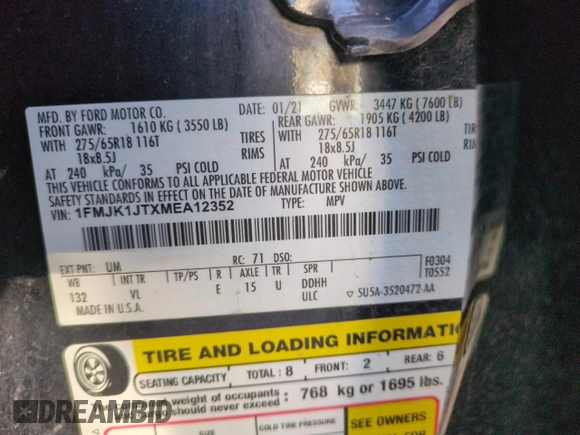 MFD. BY FORD MOTOR CO.
DATE: 01/21 GVWR: 3447 KG (7600 LB)
FRONT GAWR: 1610 KG (3550 LB) REAR GAWR: 1905 KG (4200 LB)
WITH 275/65R18 116T TIRES WITH 275/65R18 116T TIRE
18x8.5J RIMS 18x8.5J RIMS
AT 240 kPa/ 35 PSI COLD AT 240 kPa/ 35 PSI COLD
THIS VEHICLE CONFORMS TO ALL APPLICABLE FEDERAL MOTOR VEHICLE
SAFETY STANDARDS IN EFFECT ON THE DATE OF MANUFACTURE SHOWN ABOVE.
VIN: 1FMJK1JTXMEA12352 TYPE: MPV
EXT PNT: UM RC: 71 DSO: F0304
WB INT TR TP/PS R AXLE TR SPR T0552
132 VL E 15 U DDHH
ULC ▽ 5U5A-3520472-AA
MADE IN U.S.A.
TIRE AND LOADING INFORMATIO
SEATING CAPACITY TOTAL: 8 FRONT: 2 REAR: 6
weight of occupants:
should never exceed: 768 kg or 1695 lbs.
SIZE COLD TIRE PRESSURE SEE OWNERS
FOR
DREAMBID